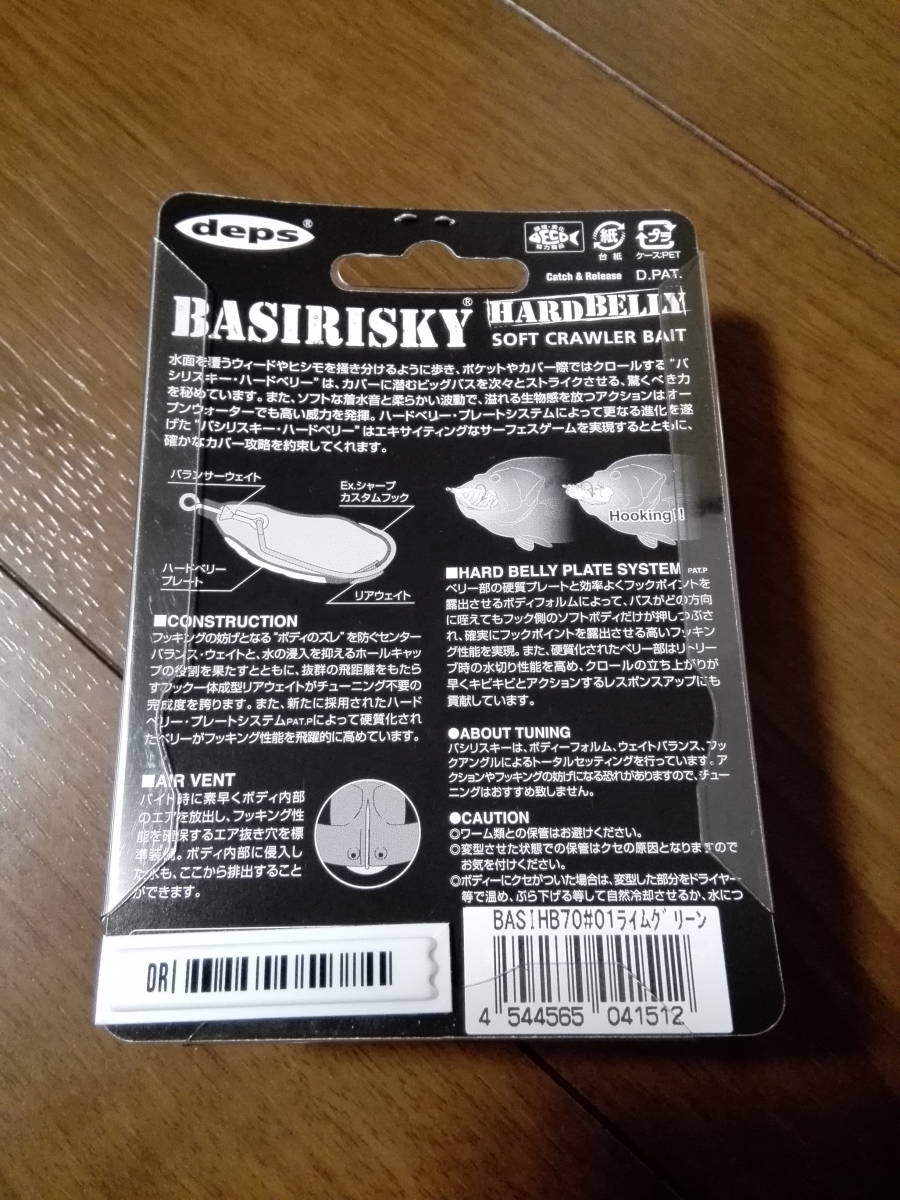 deps®
環境・活性
ECO
協力商品
紙
台紙
プラ
ケース:PET
Catch & Release D.PAT.
BASIRISKY® HARDBELLY
SOFT CRAWLER BAIT
水面を覆うウィードやヒシモを掻き分けるように歩き、ポケットやカバー際ではクロールする“バ
シリスキー・ハードベリー”は、カバーに潜むビッグバスを次々とストライクさせる、驚くべき力
を秘めています。また、ソフトな着水音と柔らかい波動で、溢れる生物感を放つアクションはオー
プンウォーターでも高い威力を発揮。ハードベリー・プレートシステムによって更なる進化を遂
げた“バシリスキー・ハードベリー”はエキサイティングなサーフェスゲームを実現するとともに、
確かなカバー攻略を約束してくれます。
バランサーウェイト
Ex.シャープ
カスタムフック
ハードベリー
プレート
リアウェイト
Hooking!!
■CONSTRUCTION
フッキングの妨げとなる“ボディのズレ”を防ぐセンター
バランス・ウェイトと、水の浸入を抑えるホールキャッ
プの役割を果たすとともに、抜群の飛距離をもたら
すフック一体成型リアウェイトがチューニング不要の
完成度を誇ります。また、新たに採用されたハード
ベリー・プレートシステムPAT.Pによって硬質化され
たベリーがフッキング性能を飛躍的に高めています。
■AIR VENT
バイト時に素早くボディ内部
のエアを放出し、フッキング性
能を確保するエア抜き穴を標
準装備。ボディ内部に侵入し
た水も、ここから排出すること
ができます。
■HARD BELLY PLATE SYSTEM PAT.P
ベリー部の硬質プレートと効率よくフックポイントを
露出させるボディフォルムによって、バスがどの方向
に咥えてもフック側のソフトボディだけが押しつぶさ
れ、確実にフックポイントを露出させる高いフッキン
グ性能を実現。また、硬質化されたベリー部はリトリー
ブ時の水切り性能を高め、クロールの立ち上がりが
早くキビキビとアクションするレスポンスアップにも
貢献しています。
●ABOUT TUNING
バシリスキーは、ボディーフォルム、ウェイトバランス、フッ
クアングルによるトータルセッティングを行っています。ア
クションやフッキングの妨げになる恐れがありますので、チュー
ニングはおすすめ致しません。
●CAUTION
◎ワーム類との保管はお避けください。
◎変型させた状態での保管はクセの原因となりますので
お気を付けください。
◎ボディーにクセがついた場合は、変型した部分をドライヤー
等で温め、ぶら下げる等して自然冷却させるか、水につ
BASIHB70#01ライムグリーン
4 544565 041512
ORI